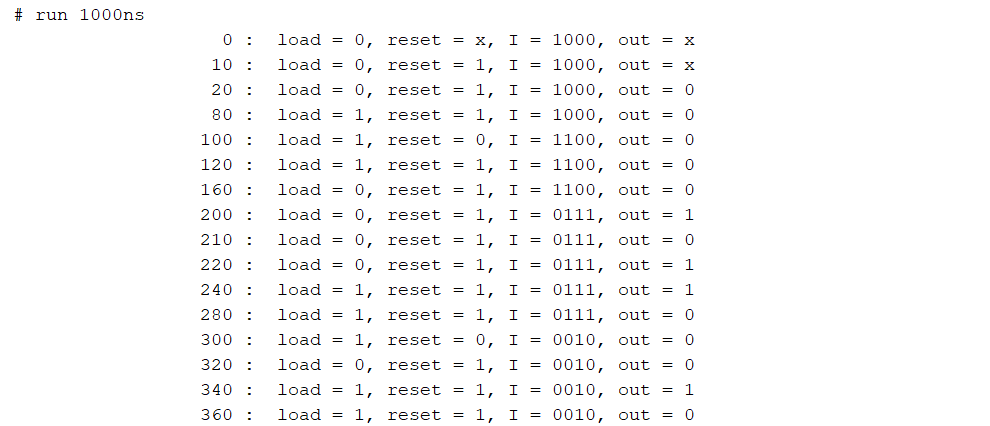 # run 1000ns
0 : load = 0, reset = x, I = 1000, out = x
10 : load = 0, reset = 1, I = 1000, out = x
20 : load = 0, reset = 1, I = 1000, out = 0
80 : load = 1, reset = 1, I = 1000, out = 0
100 : load = 1, reset = 0, I = 1100, out = 0
120 : load = 1, reset = 1, I = 1100, out = 0
160 : load = 0, reset = 1, I = 1100, out = 0
200 : load = 0, reset = 1, I = 0111, out = 1
210 : load = 0, reset = 1, I = 0111, out = 0
220 : load = 0, reset = 1, I = 0111, out = 1
240 : load = 1, reset = 1, I = 0111, out = 1
280 : load = 1, reset = 1, I = 0111, out = 0
300 : load = 1, reset = 0, I = 0010, out = 0
320 : load = 0, reset = 1, I = 0010, out = 0
340 : load = 1, reset = 1, I = 0010, out = 1
360 : load = 1, reset = 1, I = 0010, out = 0